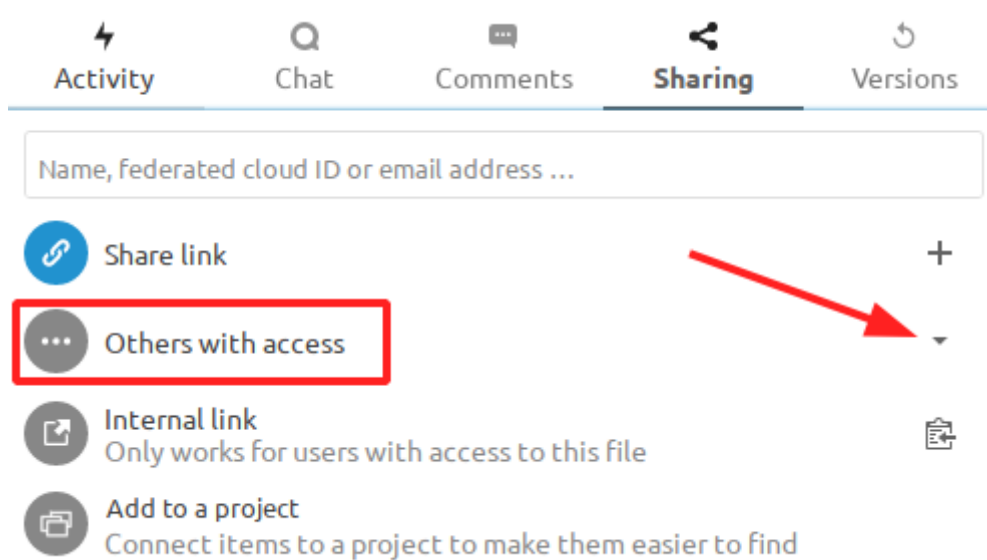 Activity Chat Comments Sharing Versions
Name, federated cloud ID or email address ...
Share link
Others with access
Internal link
Only works for users with access to this file
Add to a project
Connect items to a project to make them easier to find